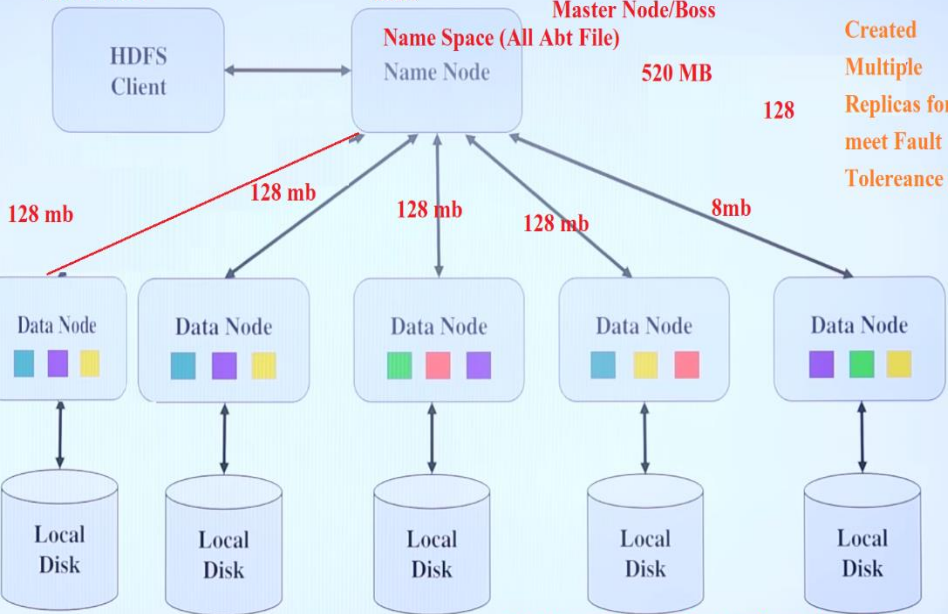 Master Node/Boss
Name Space (All Abt File)
HDFS
Client
Name Node
520 MB
128
Created
Multiple
Replicas for
meet Fault
Tolereance
128 mb
128 mb
128 mb
128 mb
8mb
Data Node
Data Node
Data Node
Data Node
Data Node
Local
Disk
Local
Disk
Local
Disk
Local
Disk
Local
Disk